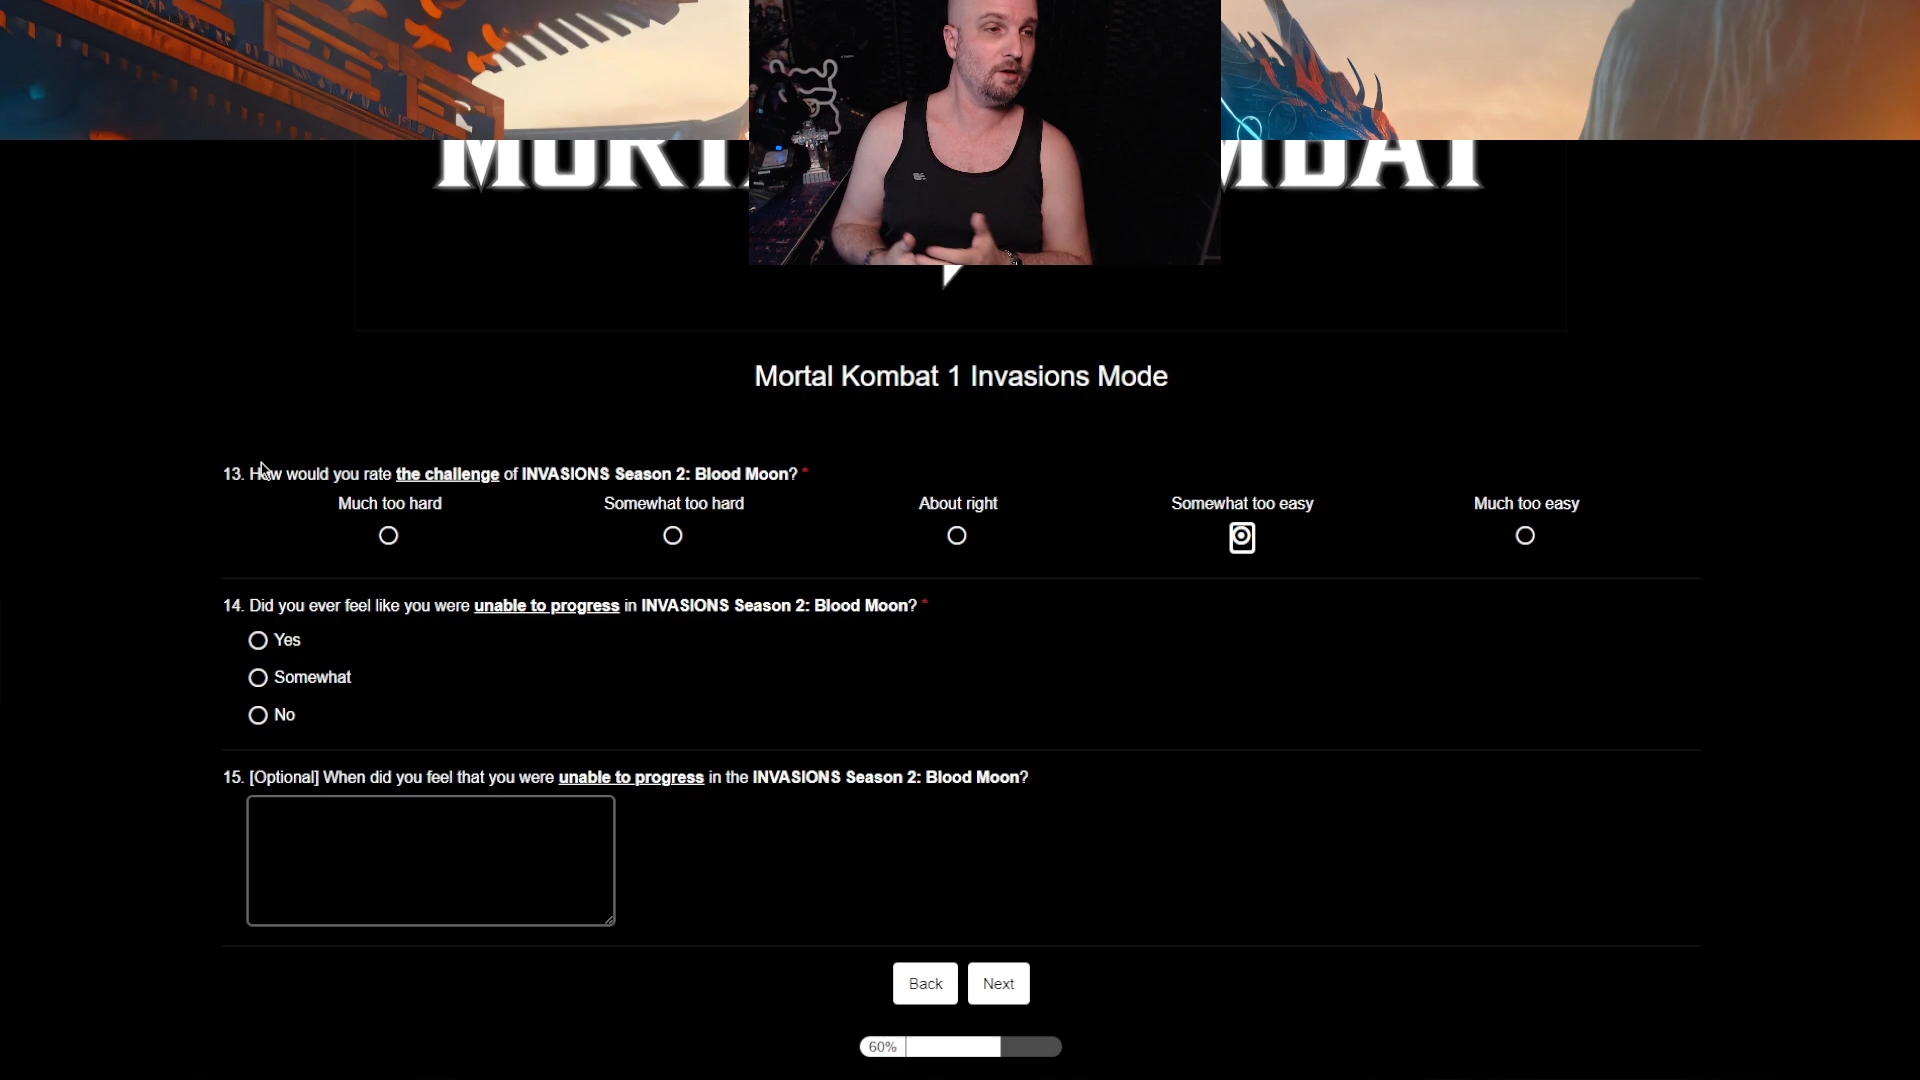 Mortal Kombat 1 Invasions Mode
13. How would you rate the challenge of INVASIONS Season 2: Blood Moon? *
Much too hard Somewhat too hard About right Somewhat too easy Much too easy
14. Did you ever feel like you were unable to progress in INVASIONS Season 2: Blood Moon? *
Yes
Somewhat
No
15. [Optional] When did you feel that you were unable to progress in the INVASIONS Season 2: Blood Moon?
Back Next
60%